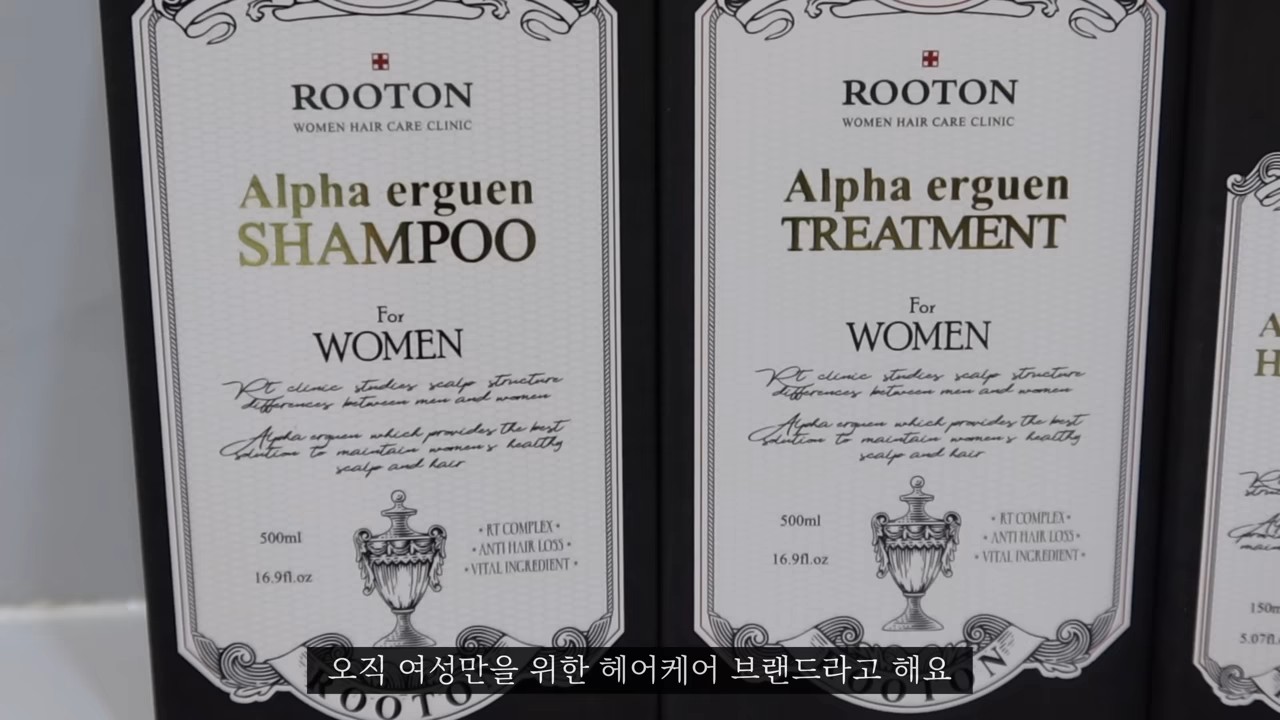 ROOTON
WOMEN HAIR CARE CLINIC
Alpha erguen
SHAMPOO
For
WOMEN
Rt clinic studies scalp structure
differences between men and women
Alpha erguen which provides the best
solution to maintain women's healthy
scalp and hair
500ml
16.9fl.oz
• RT COMPLEX •
• ANTI HAIR LOSS •
• VITAL INGREDIENT •
ROOTON
WOMEN HAIR CARE CLINIC
Alpha erguen
TREATMENT
For
WOMEN
Rt clinic studies scalp structure
differences between men and women
Alpha erguen which provides the best
solution to maintain women's healthy
scalp and hair
500ml
16.9fl.oz
• RT COMPLEX •
• ANTI HAIR LOSS •
• VITAL INGREDIENT •
A
H
150m
5.07fl.
오직 여성만을 위한 헤어케어 브랜드라고 해요